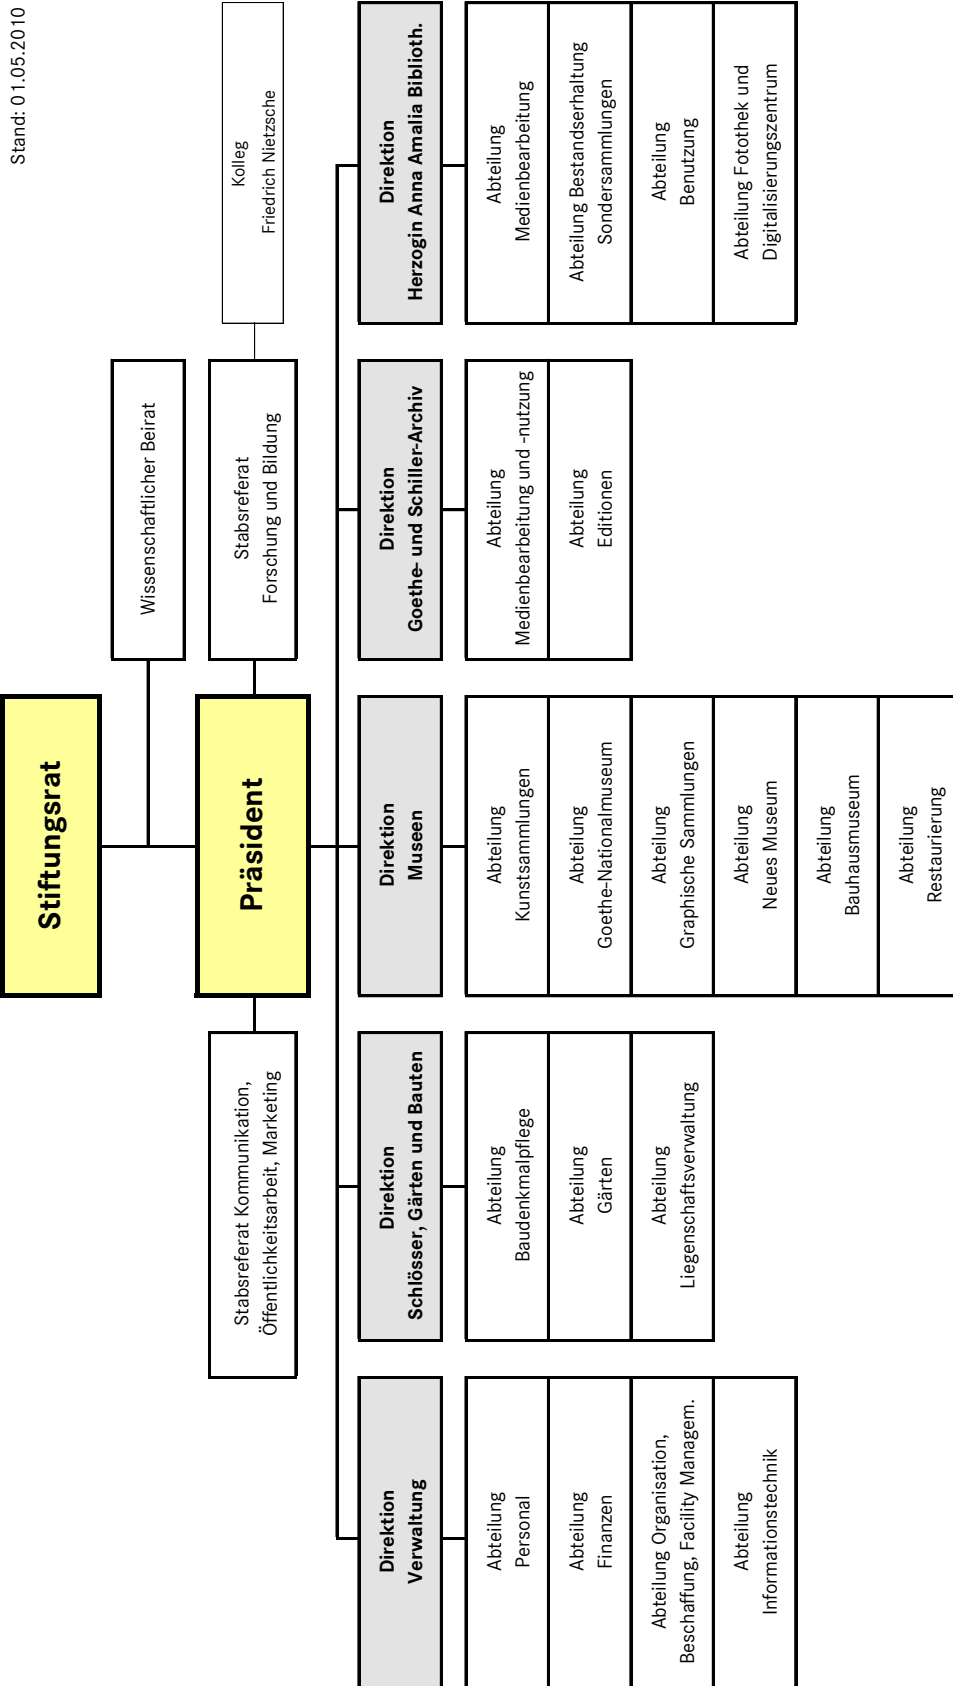 Stand: 01.05.2010
Stiftungsrat
Wissenschaftlicher Beirat
Stabsreferat Kommunikation,
Öffentlichkeitsarbeit, Marketing
Präsident
Stabsreferat
Forschung und Bildung
Kolleg
Friedrich Nietzsche
Direktion
Verwaltung
Abteilung
Personal
Abteilung
Finanzen
Abteilung Organisation,
Beschaffung, Facility Managem.
Abteilung
Informationstechnik
Direktion
Schlösser, Gärten und Bauten
Abteilung
Baudenkmalpflege
Abteilung
Gärten
Abteilung
Liegenschaftsverwaltung
Direktion
Museen
Abteilung
Kunstsammlungen
Abteilung
Goethe-Nationalmuseum
Abteilung
Graphische Sammlungen
Abteilung
Neues Museum
Abteilung
Bauhausmuseum
Abteilung
Restaurierung
Direktion
Goethe- und Schiller-Archiv
Abteilung
Medienbearbeitung und -nutzung
Abteilung
Editionen
Direktion
Herzogin Anna Amalia Biblioth.
Abteilung
Medienbearbeitung
Abteilung Bestandserhaltung
Sondersammlungen
Abteilung
Benutzung
Abteilung Fotothek und
Digitalisierungszentrum